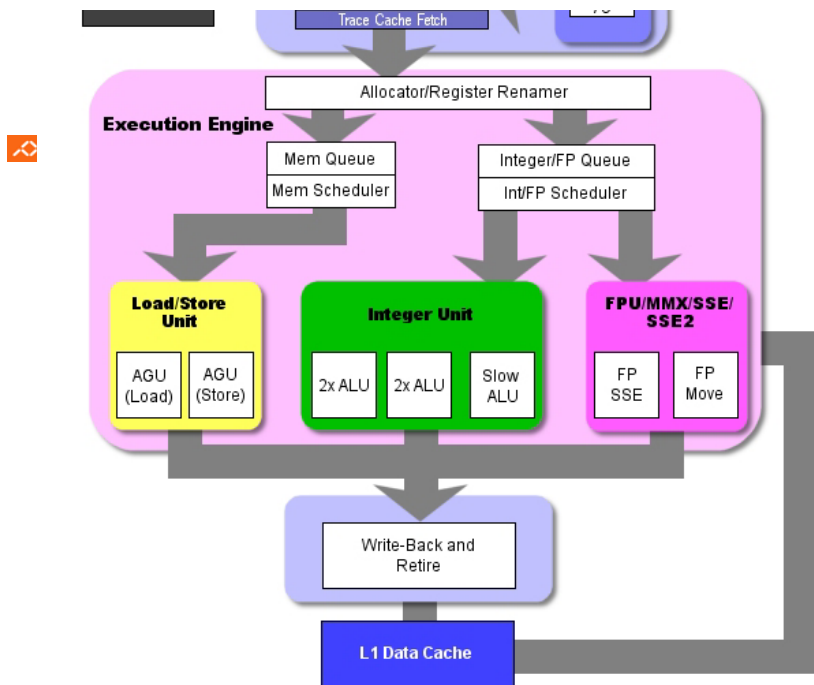 Trace Cache Fetch
Allocator/Register Renamer
Execution Engine
Mem Queue
Mem Scheduler
Integer/FP Queue
Int/FP Scheduler
Load/Store
Unit
AGU
(Load)
AGU
(Store)
Integer Unit
2x ALU
2x ALU
Slow
ALU
FPU/MMX/SSE/
SSE2
FP
SSE
FP
Move
Write-Back and
Retire
L1 Data Cache